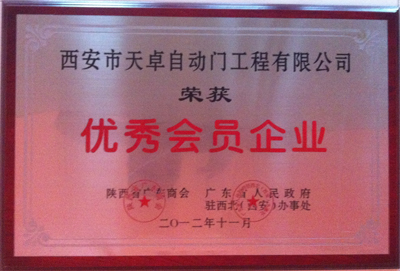 西安市天卓自动门工程有限公司
荣获
优秀会员企业
陕西省广东商会 广东省人民政府
驻西北(西安)办事处
二〇一二年十一月